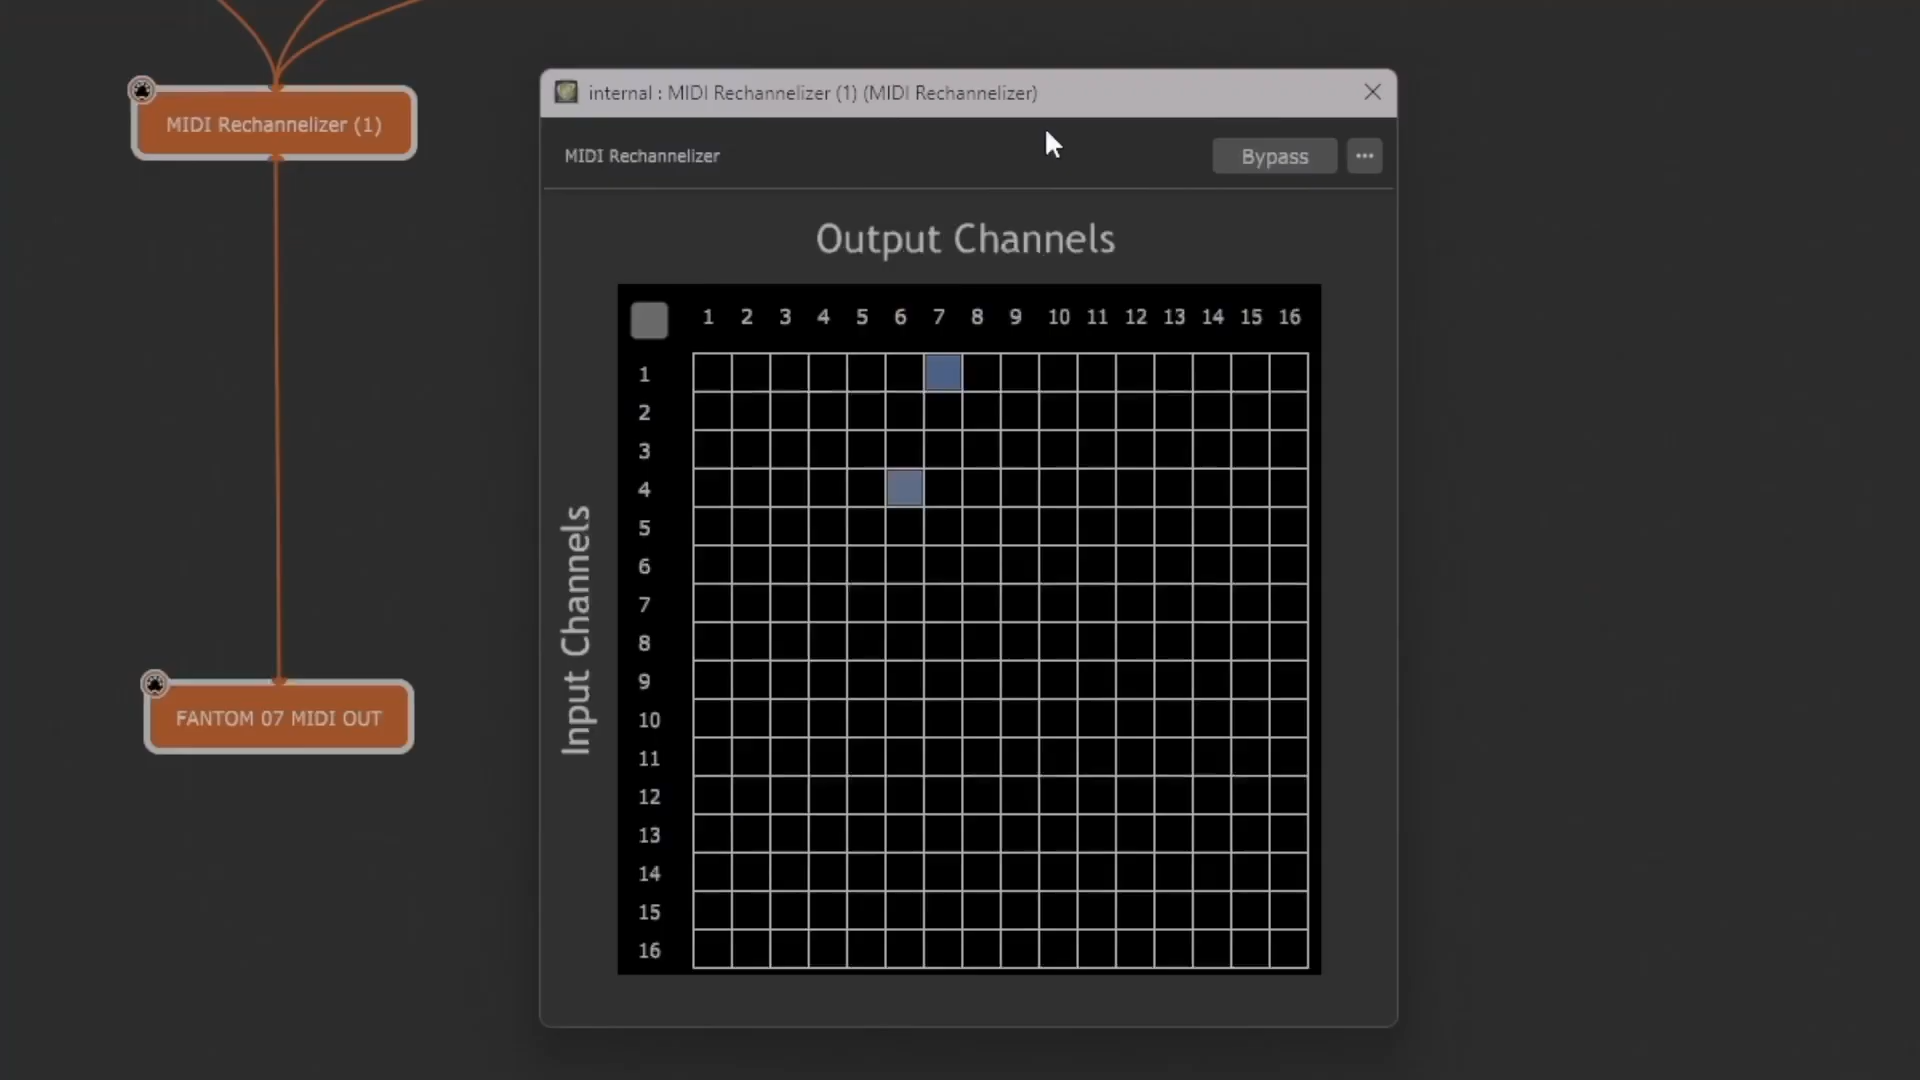 MIDI Rechannelizer (1)
FANTOM 07 MIDI OUT
internal : MIDI Rechannelizer (1) (MIDI Rechannelizer)
MIDI Rechannelizer
Bypass
Output Channels
Input Channels
1 2 3 4 5 6 7 8 9 10 11 12 13 14 15 16
1
2
3
4
5
6
7
8
9
10
11
12
13
14
15
16